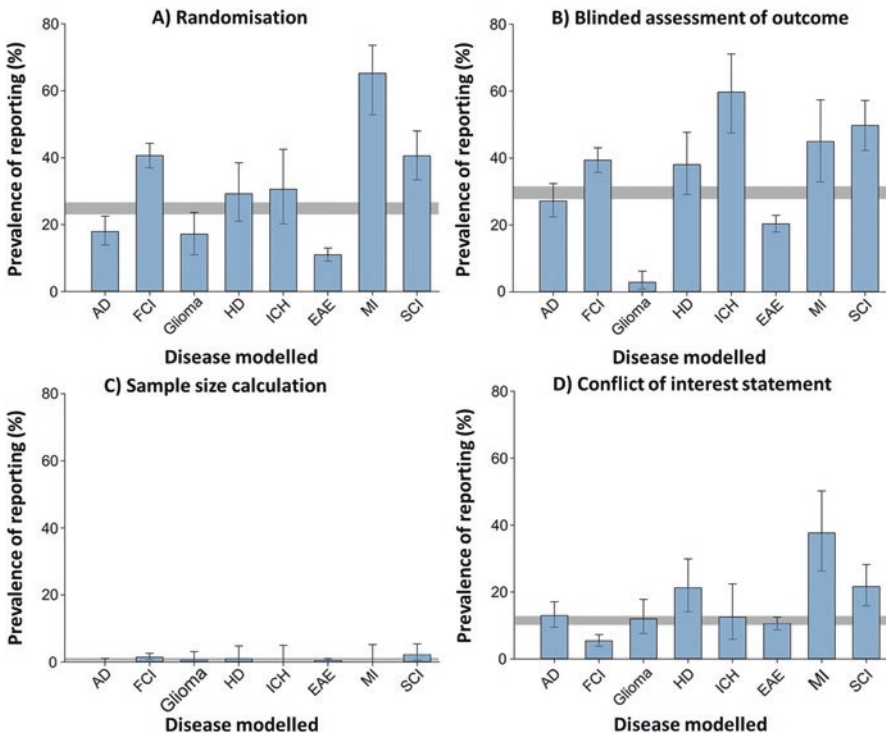 A) Randomisation
Prevalence of reporting (%)
80
60
40
20
0
AD
FCI
Glioma
HD
ICH
EAE
MI
SCI
Disease modelled
B) Blinded assessment of outcome
Prevalence of reporting (%)
80
60
40
20
0
AD
FCI
Glioma
HD
ICH
EAE
MI
SCI
Disease modelled
C) Sample size calculation
Prevalence of reporting (%)
80
60
40
20
0
AD
FCI
Glioma
HD
ICH
EAE
MI
SCI
Disease modelled
D) Conflict of interest statement
Prevalence of reporting (%)
80
60
40
20
0
AD
FCI
Glioma
HD
ICH
EAE
MI
SCI
Disease modelled